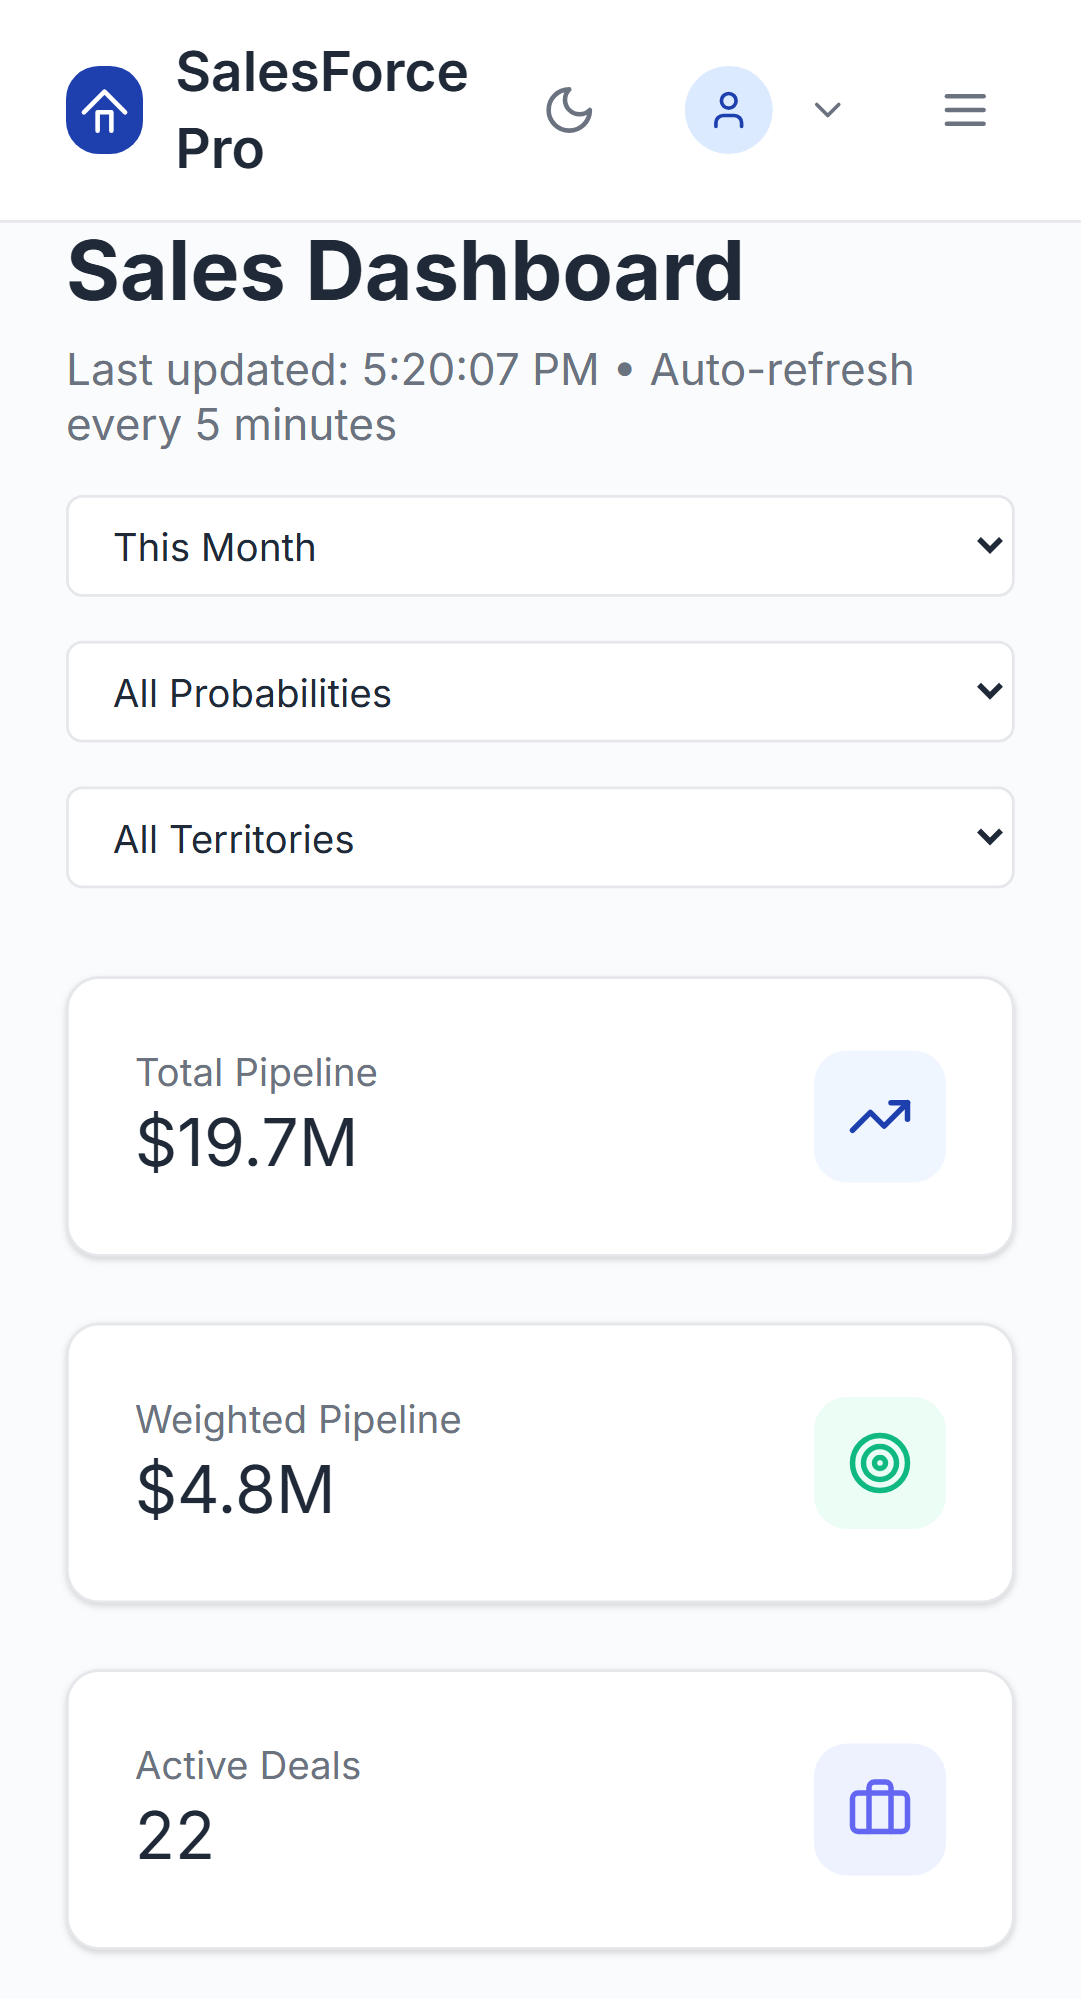 SalesForce
Pro
Sales Dashboard
Last updated: 5:20:07 PM • Auto-refresh
every 5 minutes
This Month
All Probabilities
All Territories
Total Pipeline
$19.7M
Weighted Pipeline
$4.8M
Active Deals
22